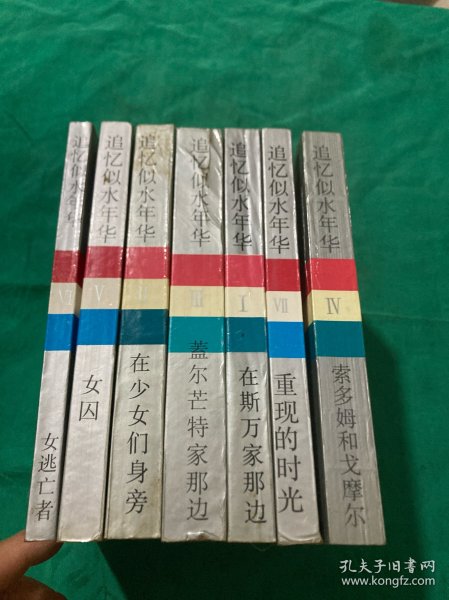 追忆似水年华
VI
女逃亡者
追忆似水年华
V
女囚
追忆似水年华
II
在少女们身旁
追忆似水年华
III
盖尔芒特家那边
追忆似水年华
I
在斯万家那边
追忆似水年华
VII
重现的时光
追忆似水年华
IV
索多姆和戈摩尔
孔夫子旧书网
www.kongfz.com